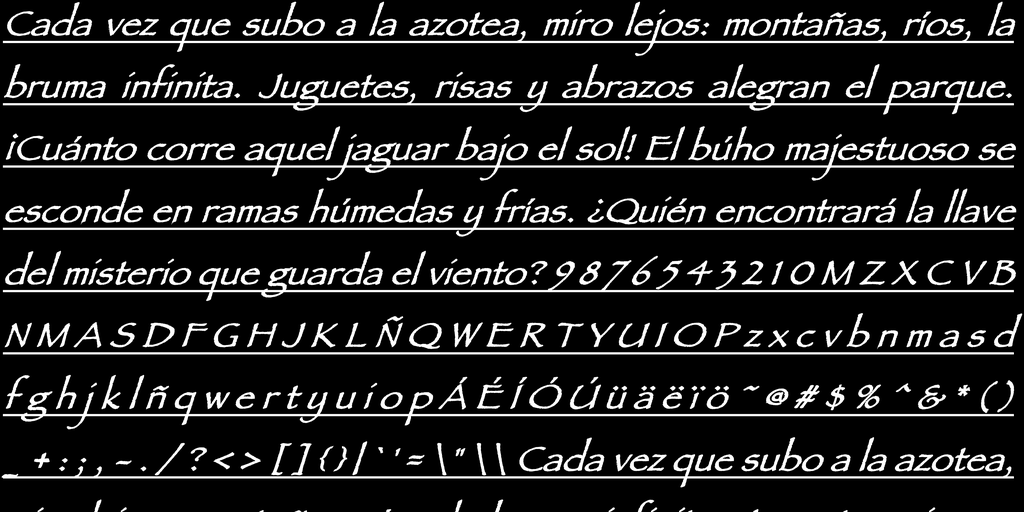 Cada vez que subo a la azotea, miro lejos: montañas, ríos, la
bruma infinita. Juguetes, risas y abrazos alegran el parque.
¡Cuánto corre aquel jaguar bajo el sol! El búho majestuoso se
esconde en ramas húmedas y frías. ¿Quién encontrará la llave
del misterio que guarda el viento? 9 8 7 6 5 4 3 2 1 0 M Z X C V B
N M A S D F G H J K L Ñ Q W E R T Y U I O P z x c v b n m a s d
f g h j k l ñ q w e r t y u i o p Á É Í Ó Ú ü ä ë ï ö ~ @ # $ % ^ & * ( )
_ + : ; , - . / ? < > [ ] { } | ` ' = \ " \ \ Cada vez que subo a la azotea,